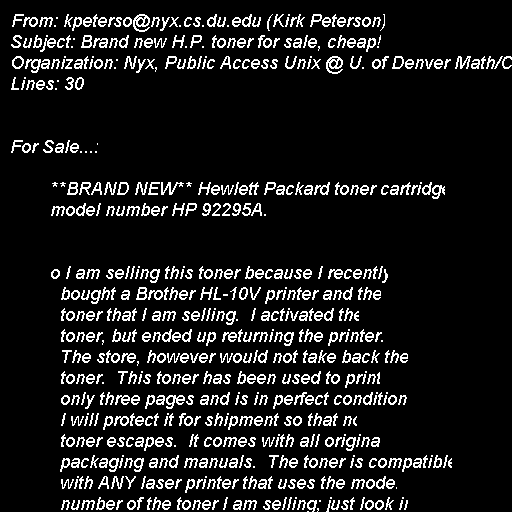 From: kpeterso@nyx.cs.du.edu (Kirk Peterson)
Subject: Brand new H.P. toner for sale, cheap!
Organization: Nyx, Public Access Unix @ U. of Denver Math/C
Lines: 30
For Sale...:
**BRAND NEW** Hewlett Packard toner cartridge
model number HP 92295A.
o I am selling this toner because I recently
bought a Brother HL-10V printer and the
toner that I am selling.  I activated the
toner, but ended up returning the printer.
The store, however would not take back the
toner.  This toner has been used to print
only three pages and is in perfect condition
I will protect it for shipment so that no
toner escapes.  It comes with all origina
packaging and manuals.  The toner is compatible
with ANY laser printer that uses the mode
number of the toner I am selling; just look in